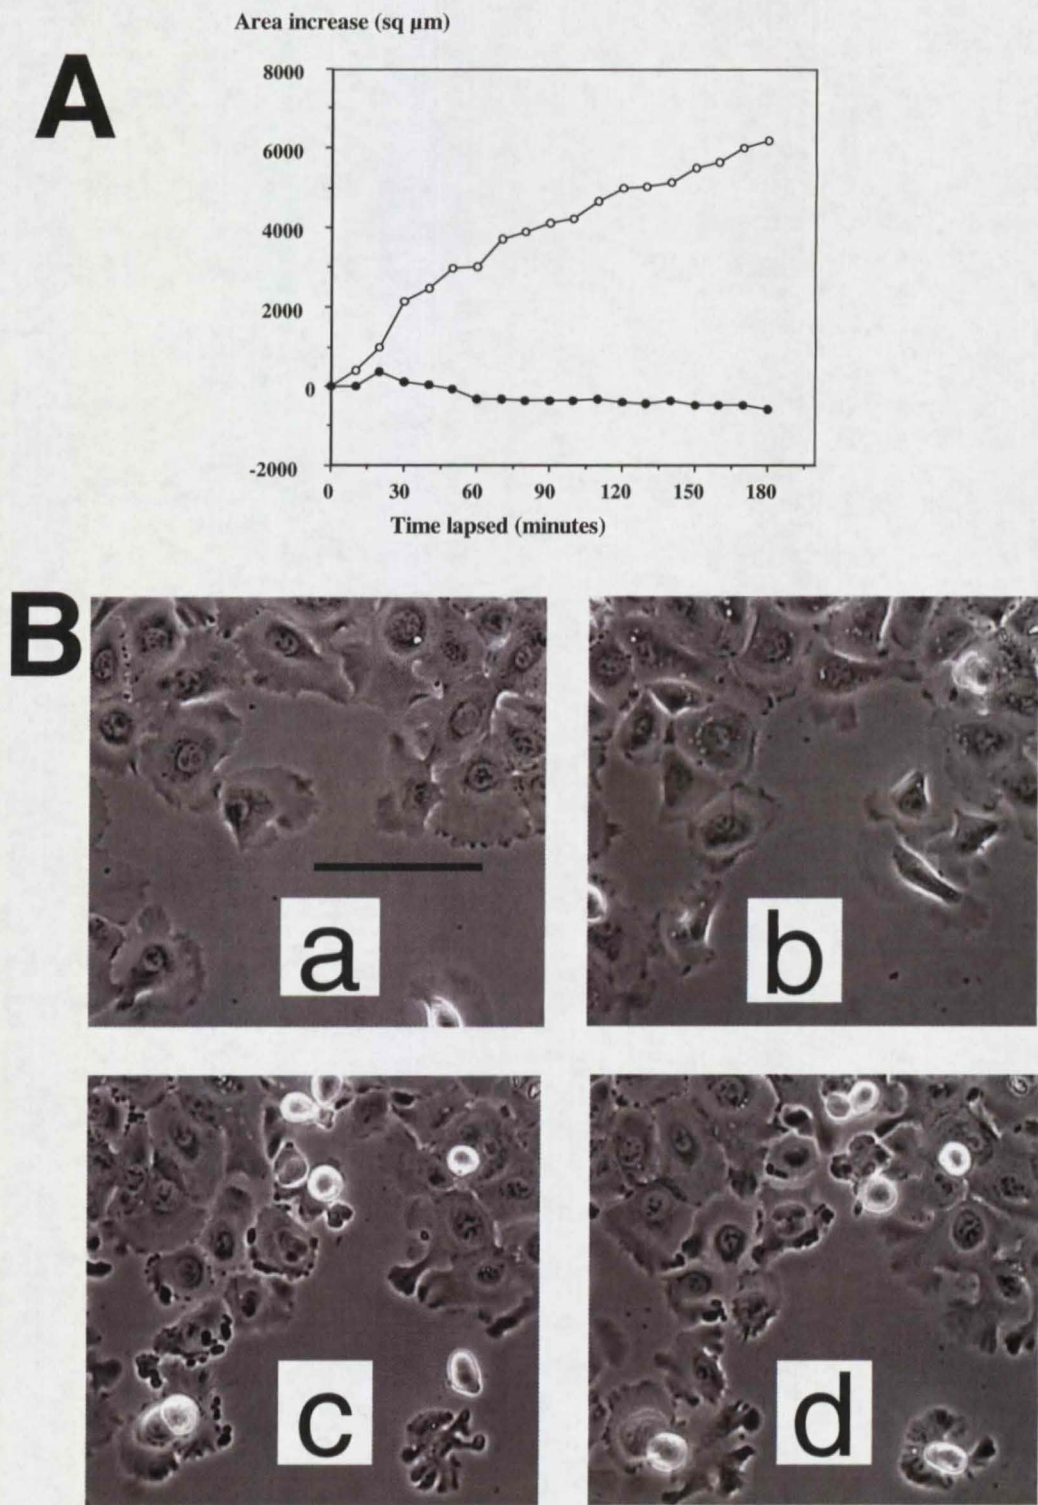 Area increase (sq µm)
A
8000
6000
4000
2000
0
-2000
0 30 60 90 120 150 180
Time lapsed (minutes)
B
a
b
c
d